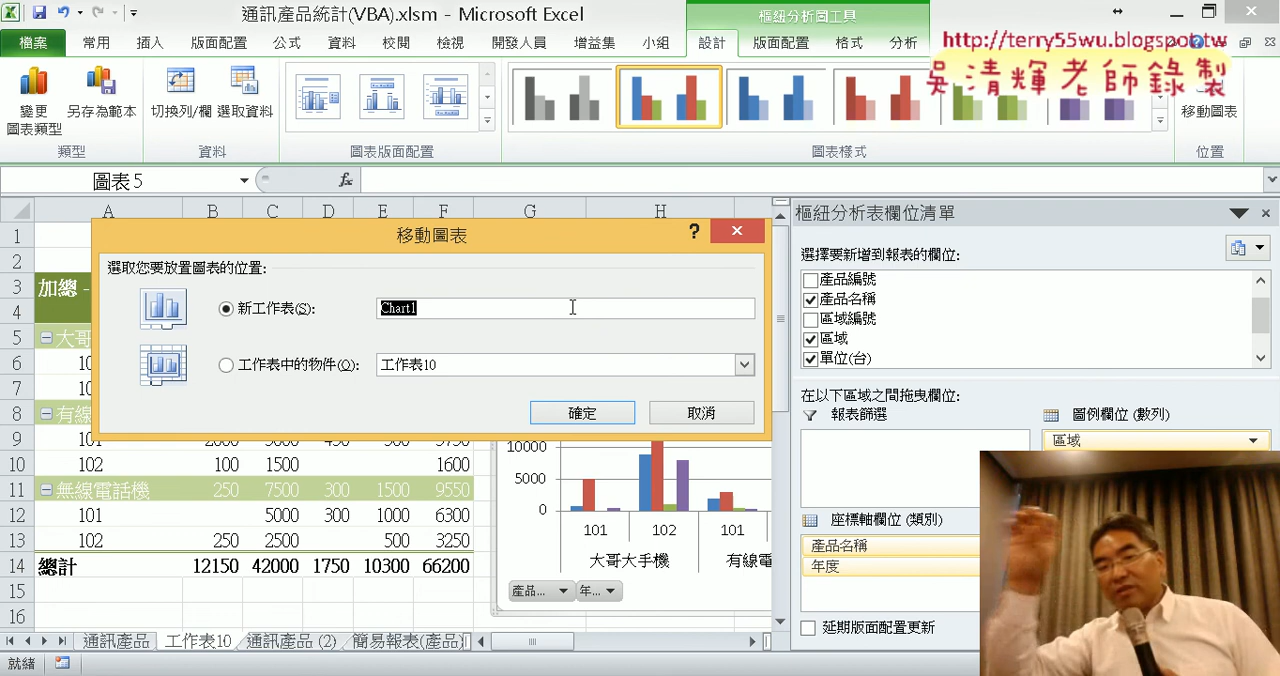 通訊產品統計(VBA).xlsm - Microsoft Excel
樞紐分析圖工具
檔案 常用 插入 版面配置 公式 資料 校閱 檢視 開發人員 增益集 小組 設計 版面配置 格式 分析
http://terry55wu.blogspot.tw
吳清輝老師錄製
變更
圖表類型
另存為範本
切換列/欄
選取資料
移動圖表
類型 資料 圖表版面配置 圖表樣式 位置
圖表 5
fx
A B C D E F G H
樞紐分析表欄位清單
移動圖表
選取您要放置圖表的位置:
新工作表(S): Chart1
工作表中的物件(O): 工作表10
確定 取消
選擇要新增到報表的欄位:
產品編號
產品名稱
區域編號
區域
單位(台)
在以下區域之間拖曳欄位:
報表篩選
圖例欄位 (數列)
區域
座標軸欄位 (類別)
產品名稱
年度
延期版面配置更新
1
2
3 加總 -
4
5 大哥
6 10
7 10
8 有線
9
10 102 100 1500 1600
11 無線電話機 250 7500 300 1500 9550
12 101 5000 300 1000 6300
13 102 250 2500 500 3250
14 總計 12150 42000 1750 10300 66200
15
16
10000
5000
0
101 102 101
大哥大手機 有線電
產品... 年...
通訊產品 工作表10 通訊產品 (2) 簡易報表(產品)
就緒